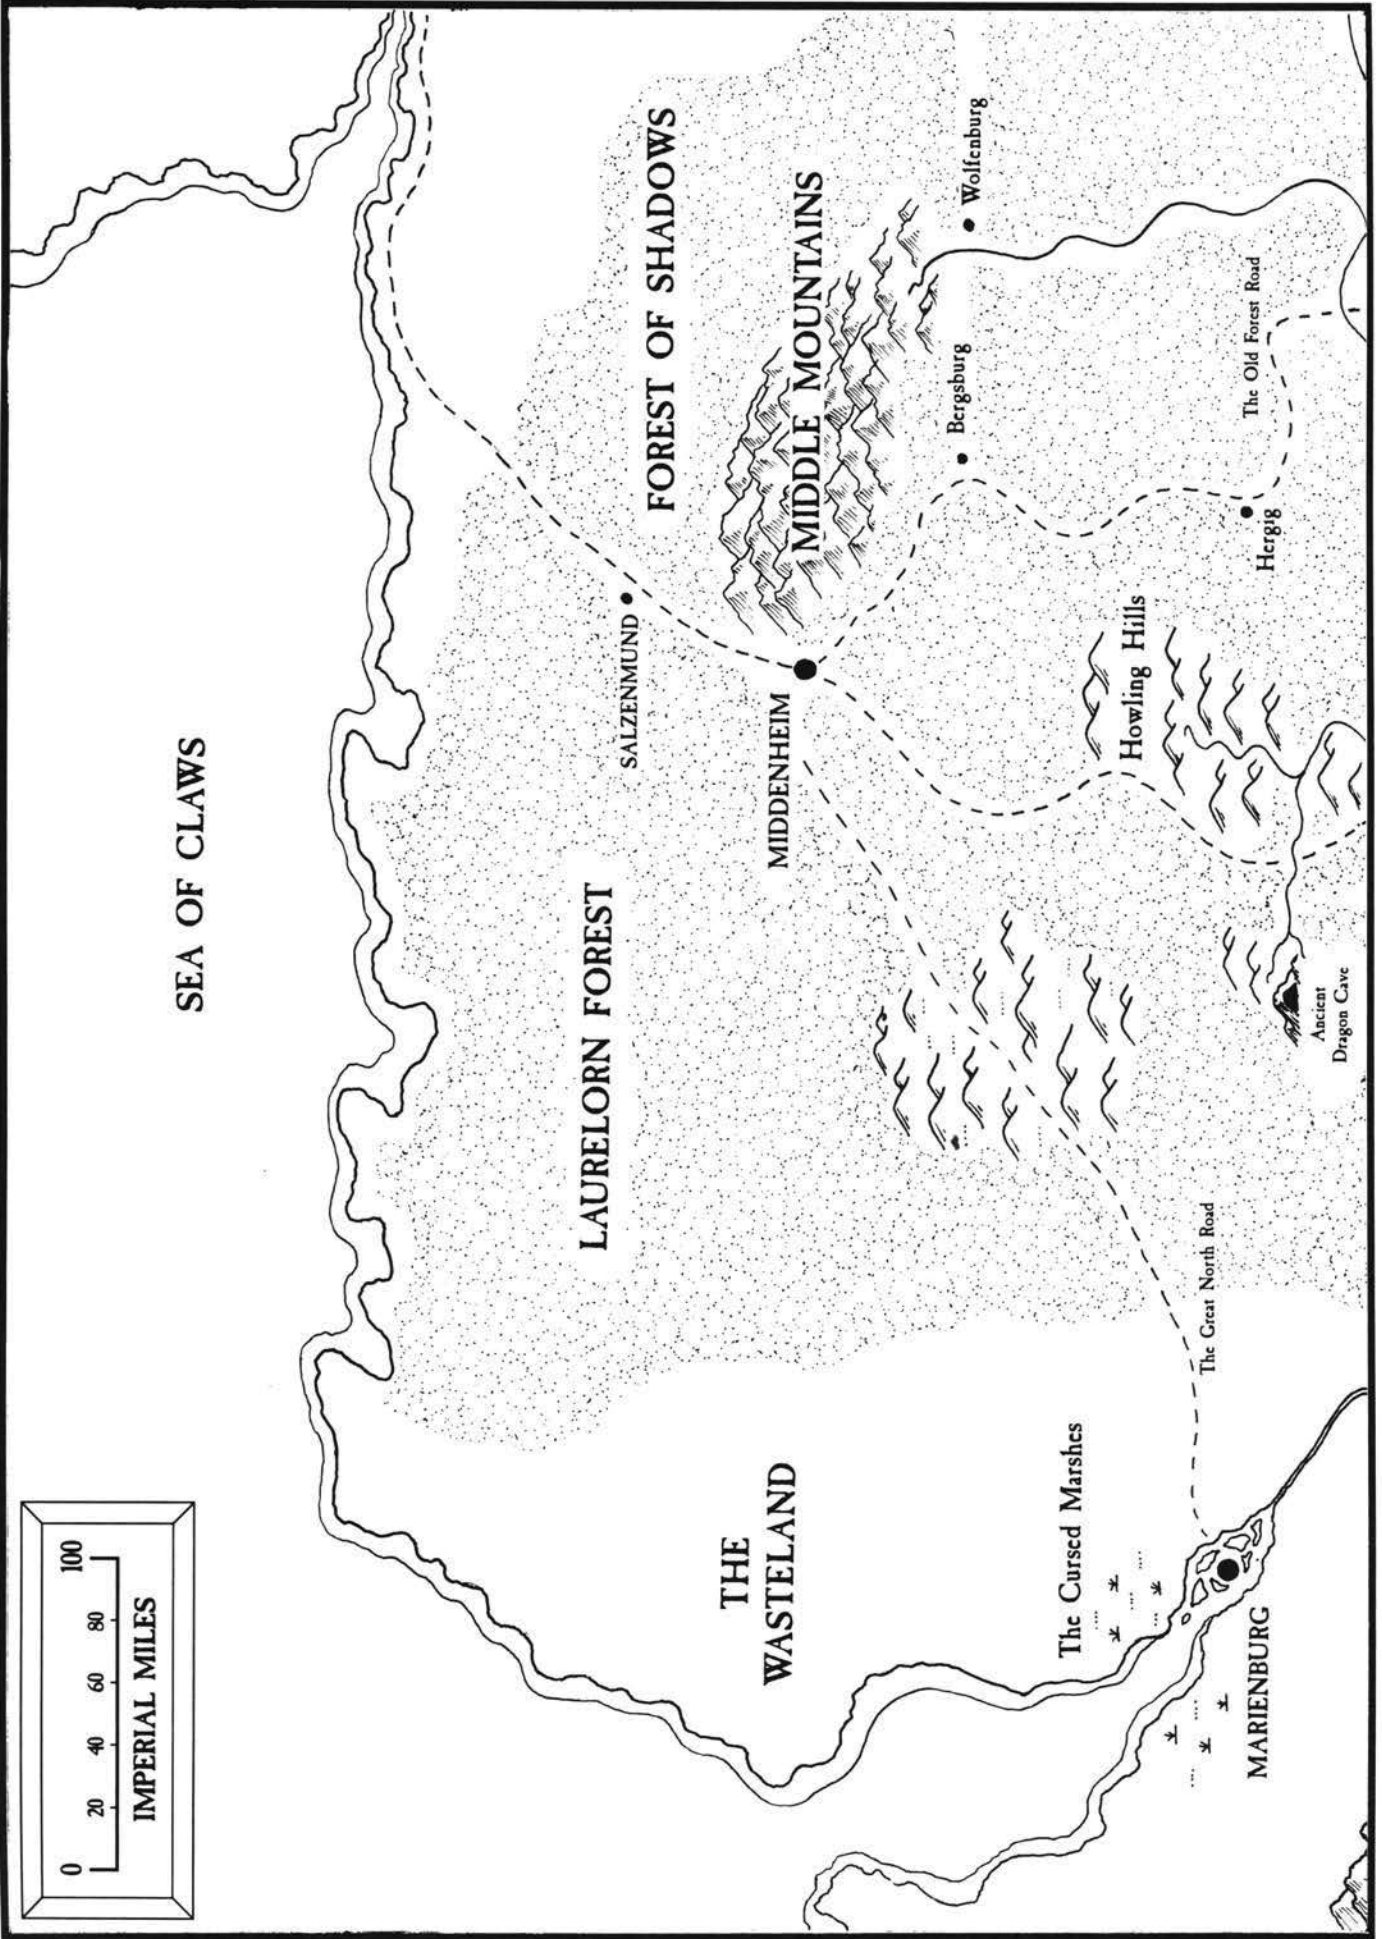 0 20 40 60 80 100
IMPERIAL MILES
SEA OF CLAWS
LAURELORN FOREST
SALZENMUND
FOREST OF SHADOWS
THE
WASTELAND
MIDDENHEIM
MIDDLE MOUNTAINS
Bergsburg
Wolfenburg
The Cursed Marshes
Howling Hills
The Great North Road
MARIENBURG
Hergig
The Old Forest Road
Ancient
Dragon Cave